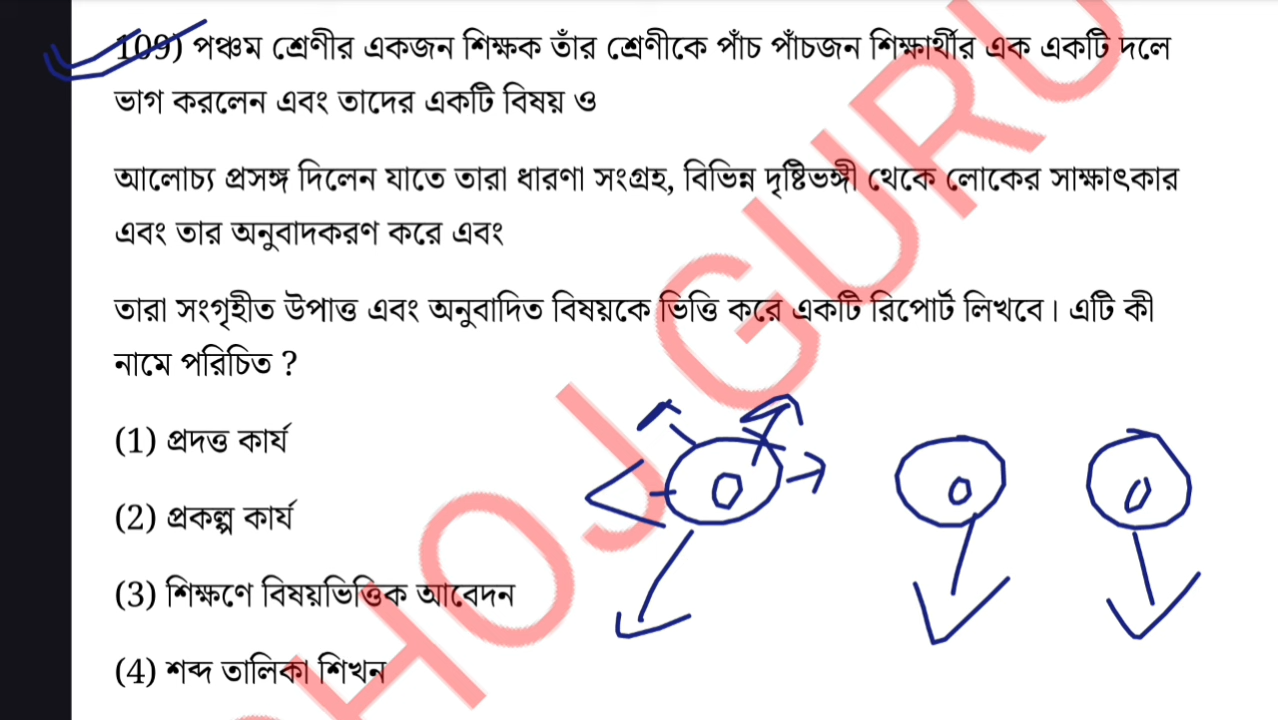 109) পঞ্চম শ্রেণীর একজন শিক্ষক তাঁর শ্রেণীকে পাঁচ পাঁচজন শিক্ষার্থীর এক একটি দলে
ভাগ করলেন এবং তাদের একটি বিষয় ও
আলোচ্য প্রসঙ্গ দিলেন যাতে তারা ধারণা সংগ্রহ, বিভিন্ন দৃষ্টিভঙ্গী থেকে লোকের সাক্ষাৎকার
এবং তার অনুবাদকরণ করে এবং
তারা সংগৃহীত উপাত্ত এবং অনুবাদিত বিষয়কে ভিত্তি করে একটি রিপোর্ট লিখবে। এটি কী
নামে পরিচিত ?
(1) প্রদত্ত কার্য
(2) প্রকল্প কার্য
(3) শিক্ষণে বিষয়ভিত্তিক আবেদন
(4) শব্দ তালিকা শিখন
HOJGURU